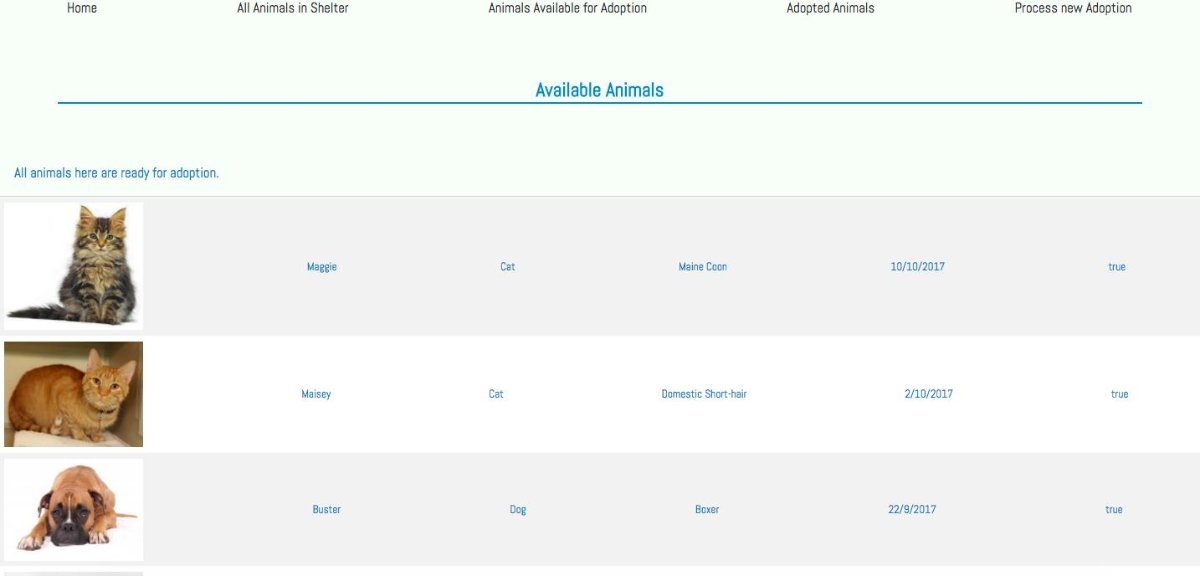 Home All Animals in Shelter Animals Available for Adoption Adopted Animals Process new Adoption
Available Animals
All animals here are ready for adoption.
Maggie Cat Maine Coon 10/10/2017 true
Maisey Cat Domestic Short-hair 2/10/2017 true
Buster Dog Boxer 22/9/2017 true